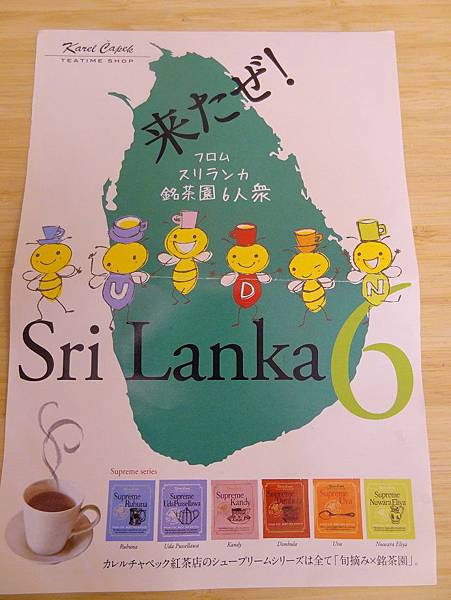 Karel Čapek
TEATIME SHOP
来たぜ!
フロム
スリランカ
銘茶園6人衆
U D N
Sri Lanka 6
Supreme series
Supreme Ruhuna
Supreme Uda Pussellawa
Supreme Kandy
Supreme Dimbula
Supreme Uva
Supreme Nuwara Eliya
Ruhuna Uda Pussellawa Kandy Dimbula Uva Nuwara Eliya
カレルチャペック紅茶店のシュープリームシリーズは全て「旬摘み×銘茶園」。